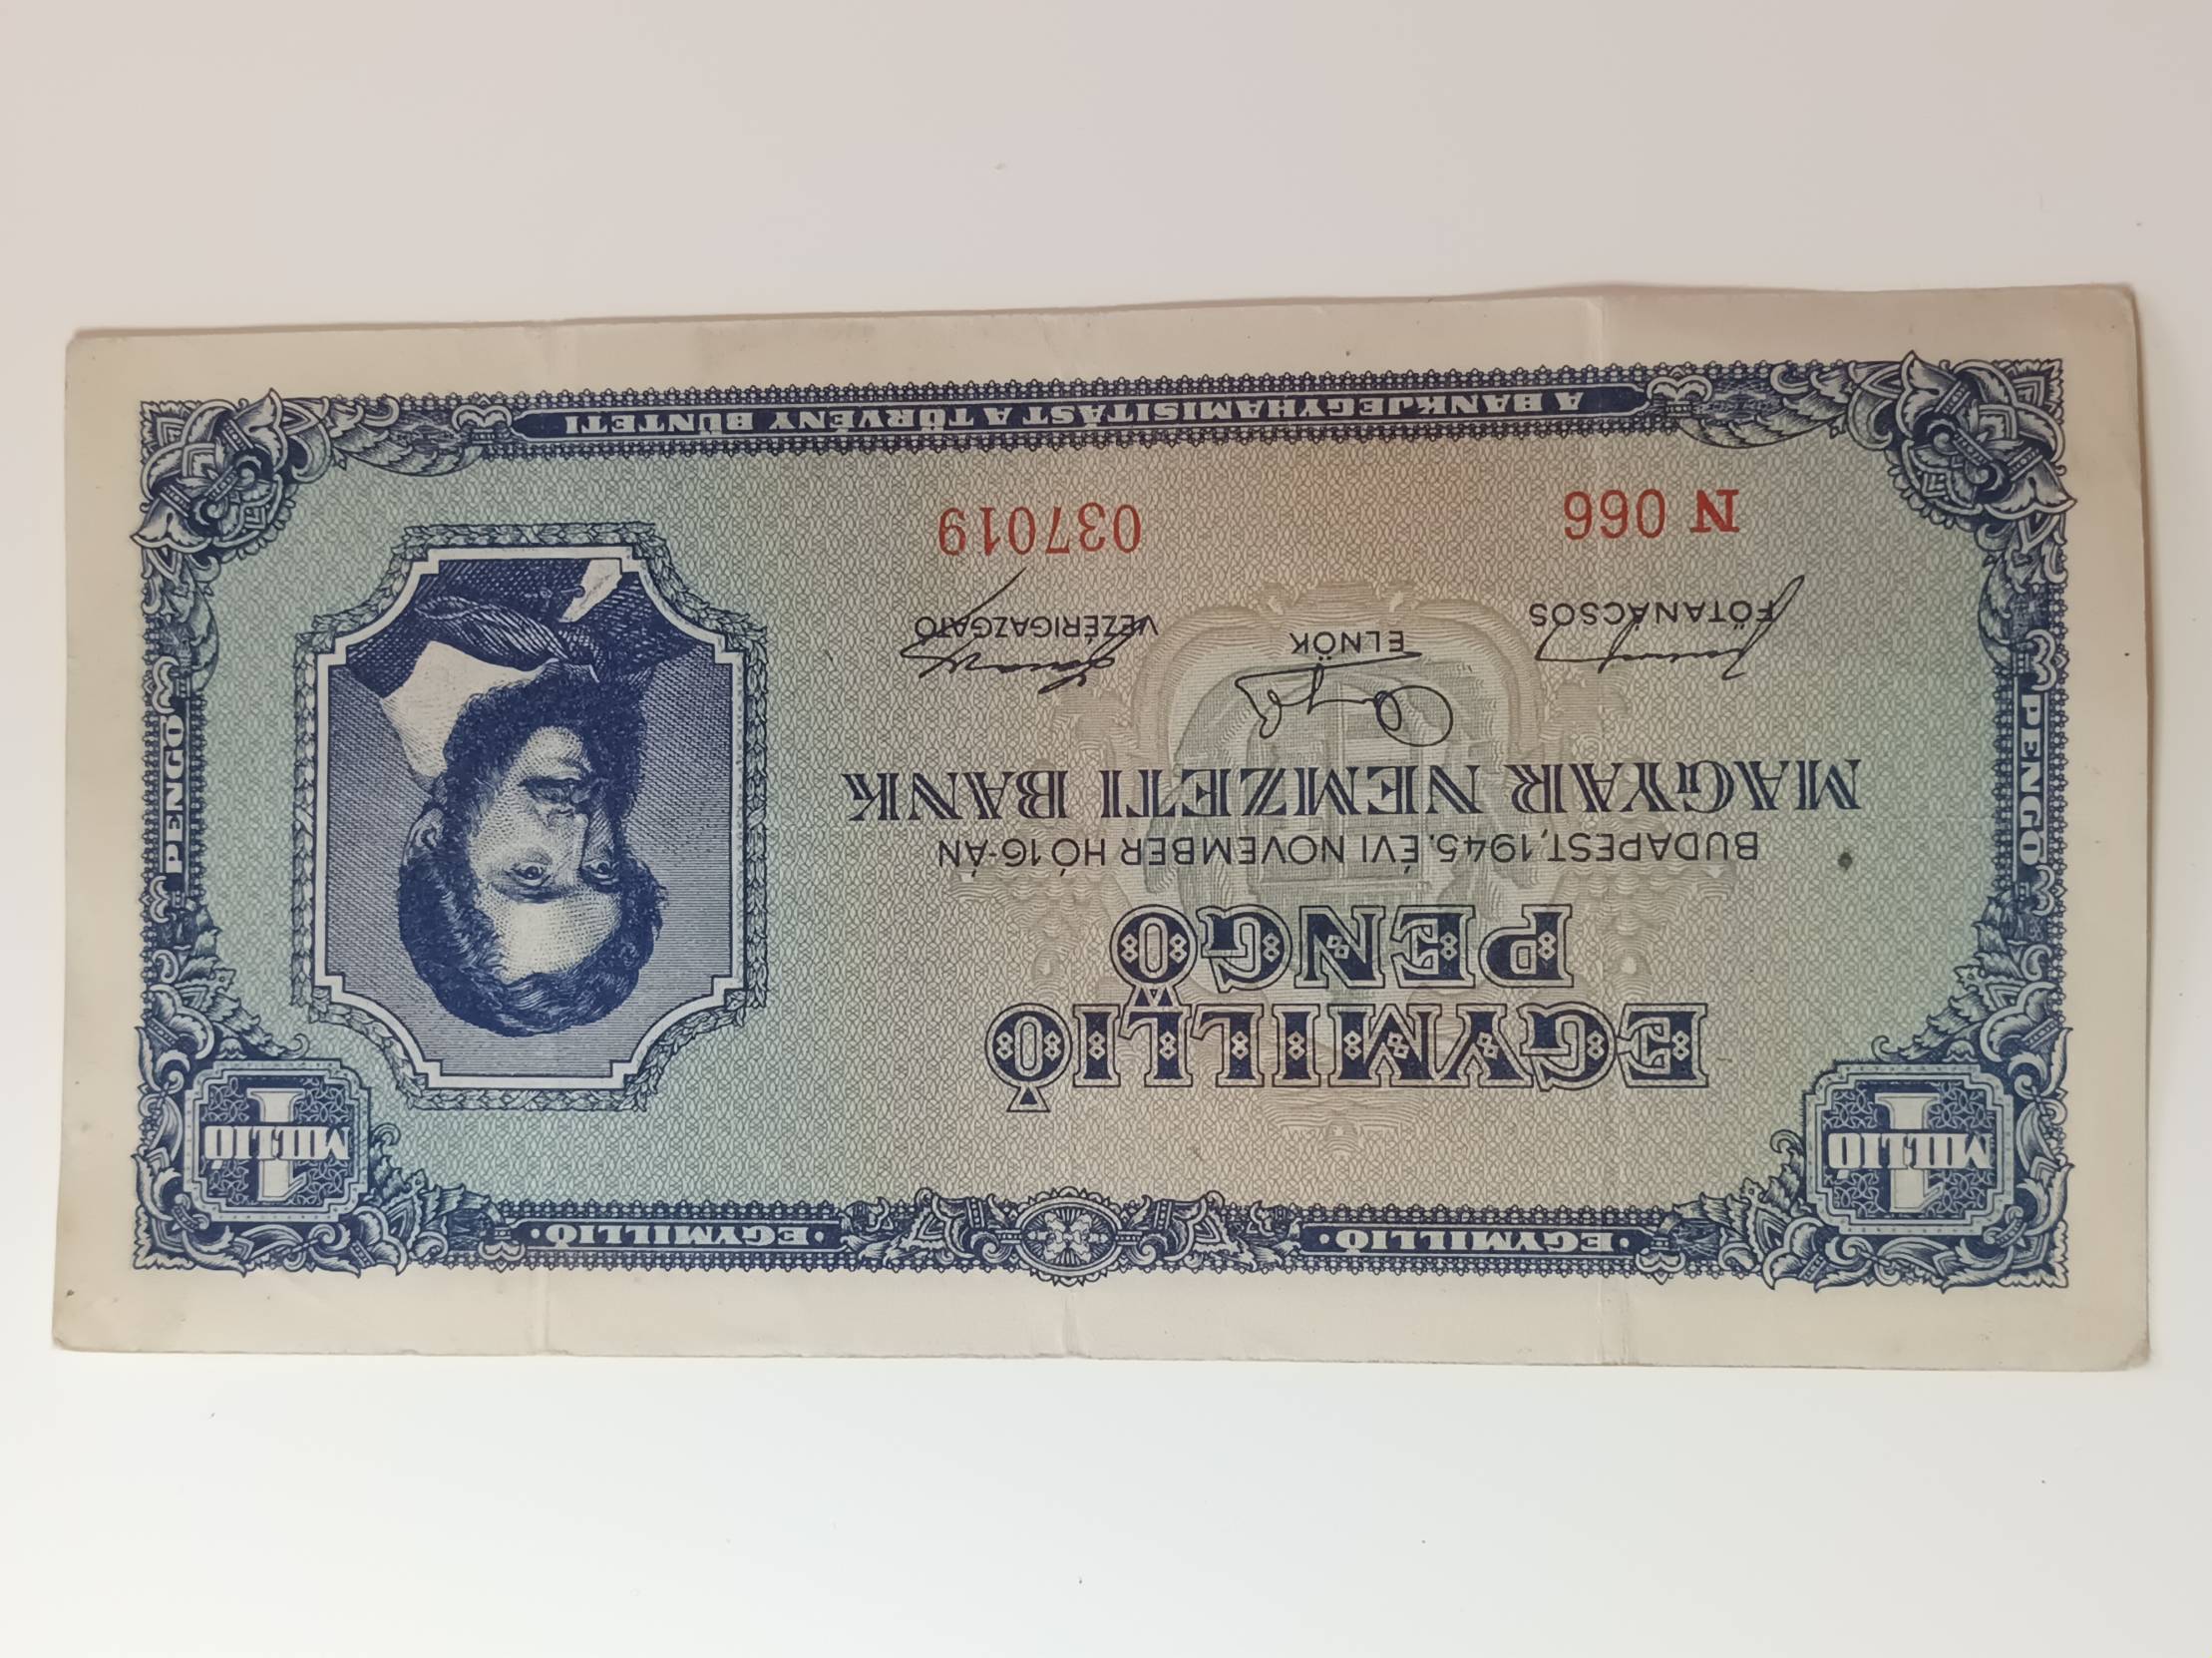 · EGYMILLIÓ · · EGYMILLIÓ ·
1 MILLIÓ
1 MILLIÓ
EGYMILLIÓ
PENGŐ
BUDAPEST, 1945. ÉVI NOVEMBER HÓ 16-ÁN
MAGYAR NEMZETI BANK
PENGŐ
PENGŐ
FŐTANÁCSOS
ELNÖK
VEZÉRIGAZGATÓ
N 066 037019
A BANKJEGYHAMISITÁST A TÖRVÉNY BÜNTETI